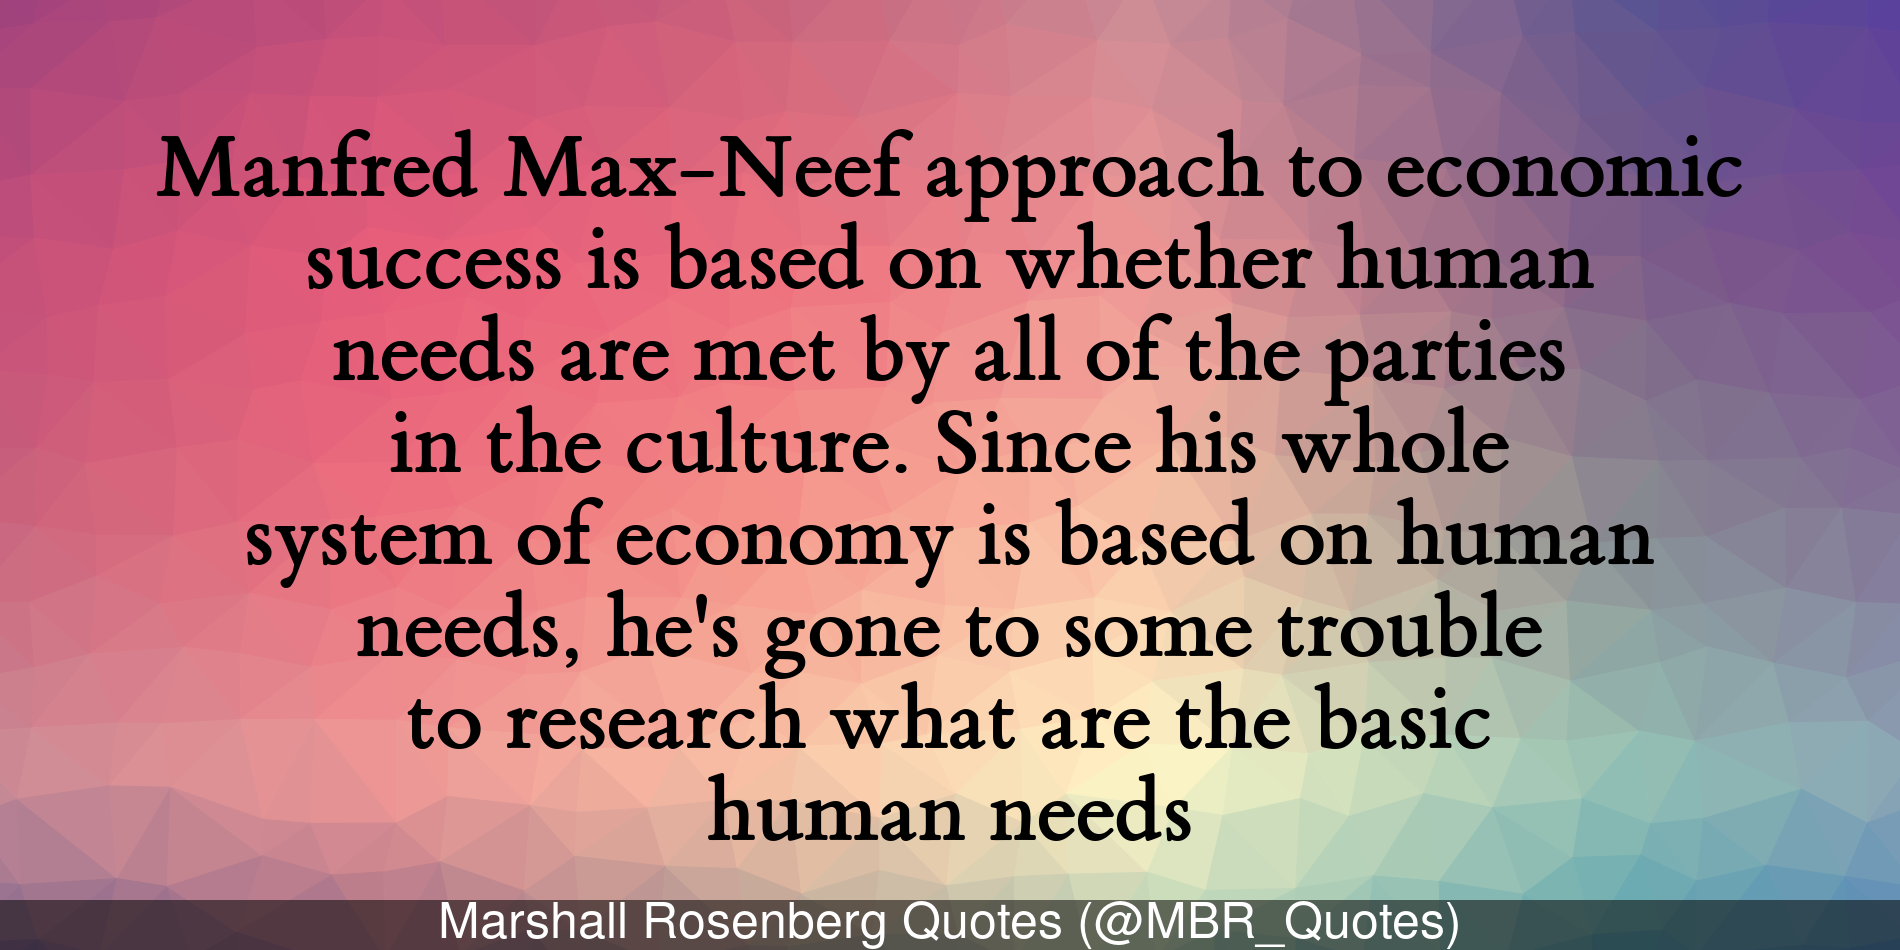 Manfred Max-Neef approach to economic
success is based on whether human
needs are met by all of the parties
in the culture. Since his whole
system of economy is based on human
needs, he's gone to some trouble
to research what are the basic
human needs
Marshall Rosenberg Quotes (@MBR_Quotes)